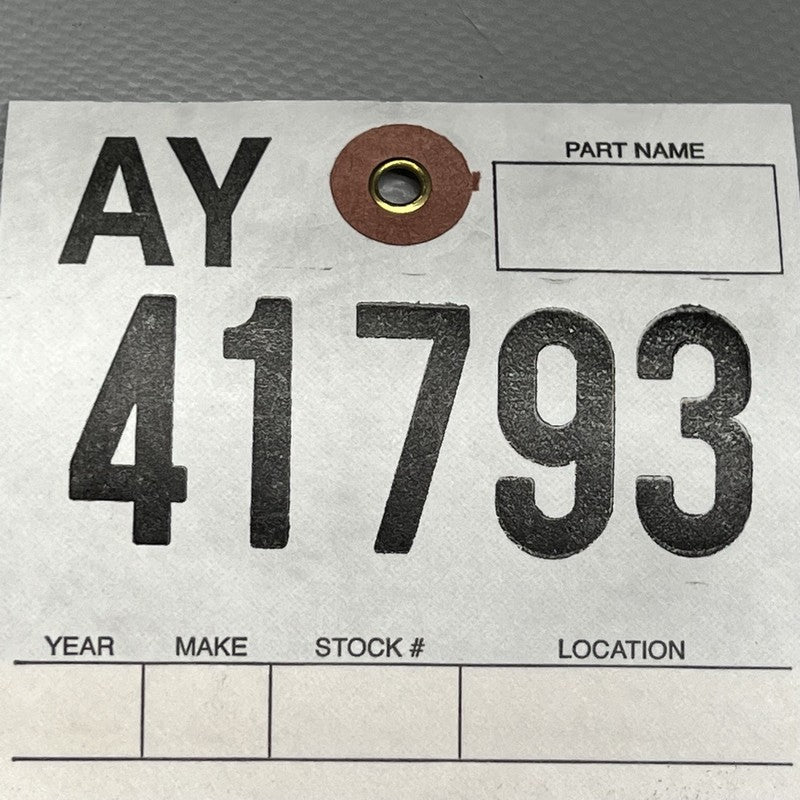 AY
PART NAME
41793
YEAR MAKE STOCK # LOCATION